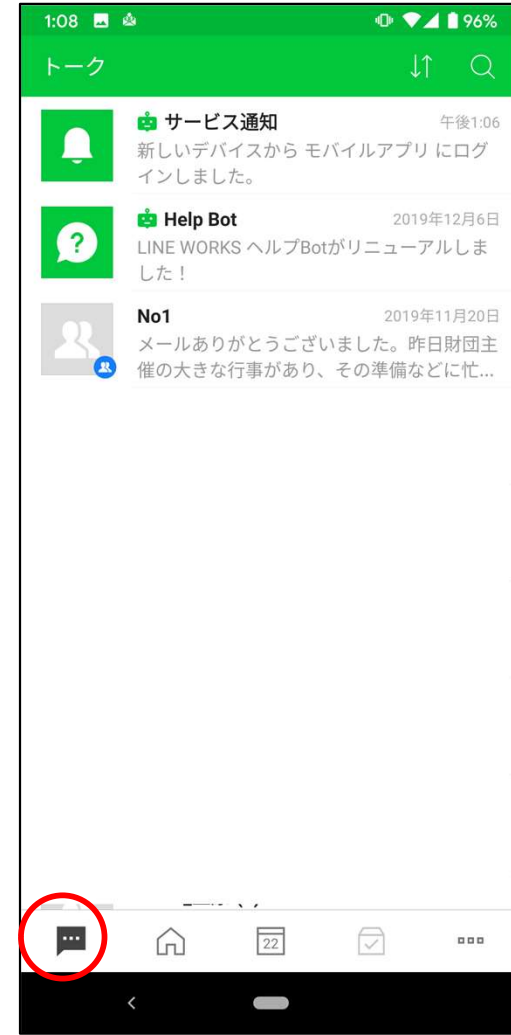 1:08 96%
トーク
サービス通知 午後1:06
新しいデバイスから モバイルアプリ にログ
インしました。
Help Bot 2019年12月6日
LINE WORKS ヘルプBotがリニューアルしま
した！
No1 2019年11月20日
メールありがとうございました。昨日財団主
催の大きな行事があり、その準備などに忙...
22